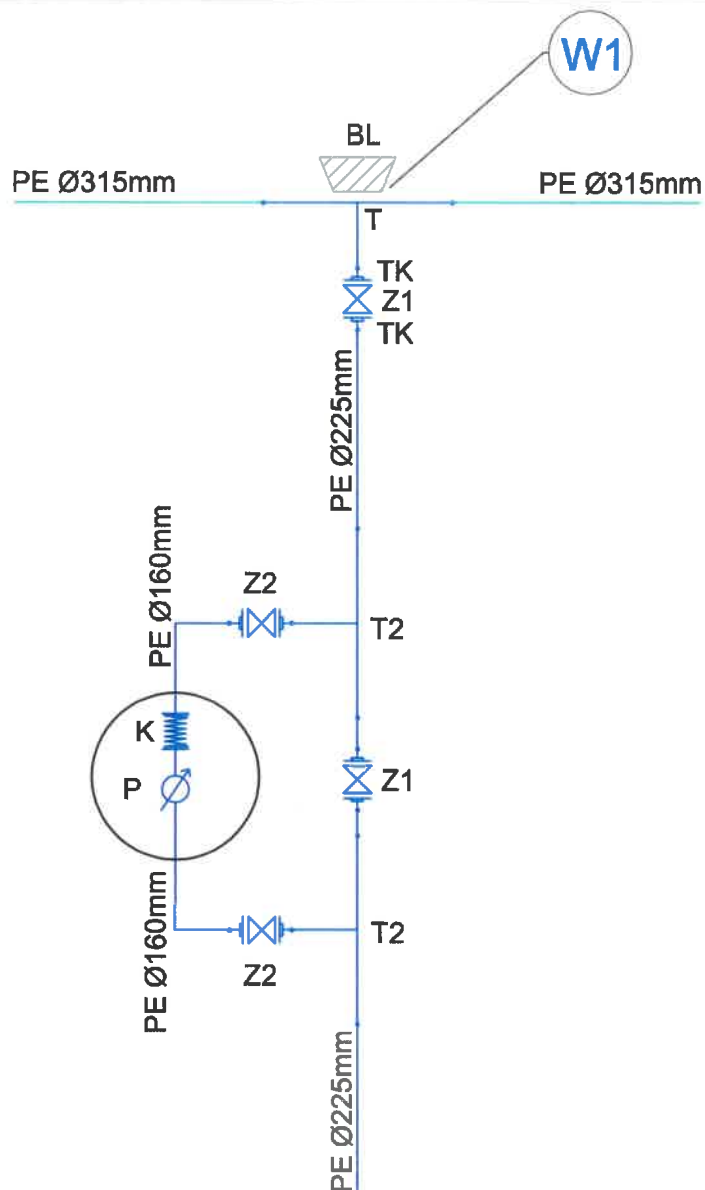 W1
BL
PE Ø315mm
PE Ø315mm
T
TK
Z1
TK
PE Ø225mm
PE Ø160mm
Z2
T2
K
P
Z1
PE Ø160mm
Z2
T2
PE Ø225mm